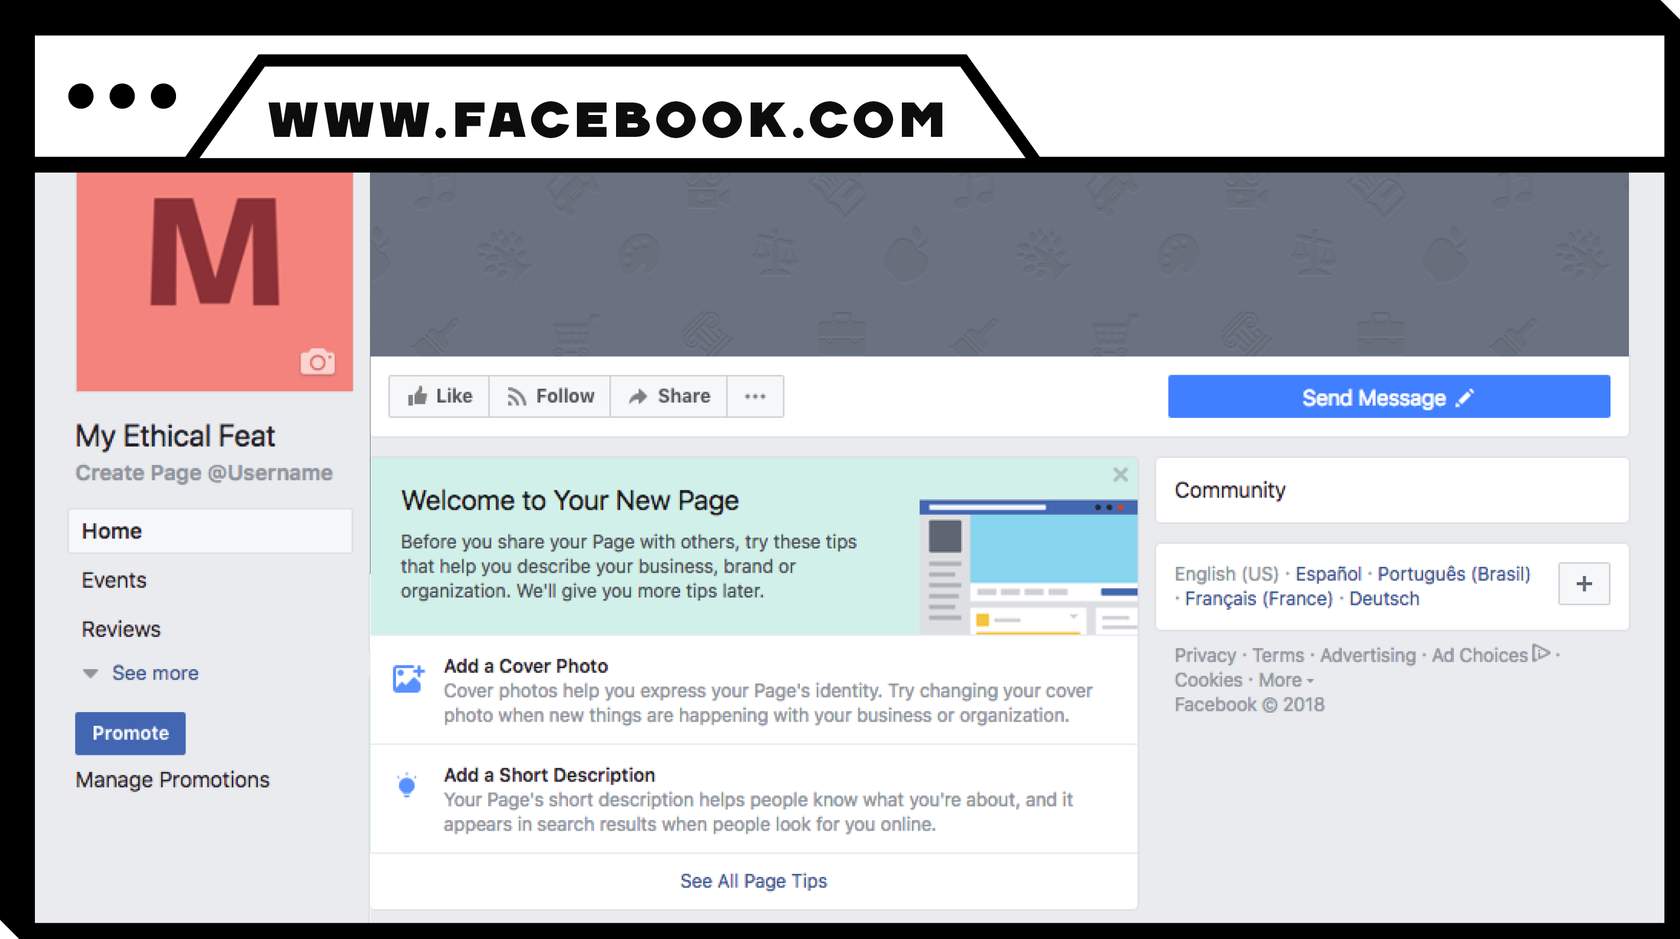 WWW.FACEBOOK.COM
M
My Ethical Feat
Create Page @Username
Home
Events
Reviews
See more
Promote
Manage Promotions
Like Follow Share ...
Send Message
Welcome to Your New Page
Before you share your Page with others, try these tips
that help you describe your business, brand or
organization. We'll give you more tips later.
Add a Cover Photo
Cover photos help you express your Page's identity. Try changing your cover
photo when new things are happening with your business or organization.
Add a Short Description
Your Page's short description helps people know what you're about, and it
appears in search results when people look for you online.
See All Page Tips
Community
English (US) · Español · Português (Brasil)
· Français (France) · Deutsch
Privacy · Terms · Advertising · Ad Choices ·
Cookies · More
Facebook © 2018